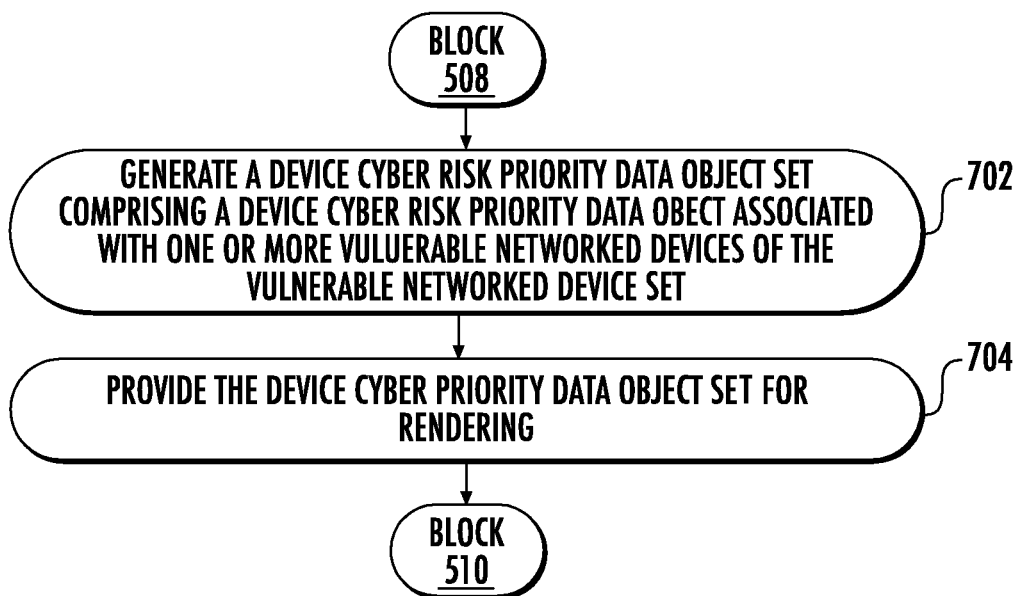 BLOCK
508
GENERATE A DEVICE CYBER RISK PRIORITY DATA OBJECT SET
COMPRISING A DEVICE CYBER RISK PRIORITY DATA OBECT ASSOCIATED
WITH ONE OR MORE VULUERABLE NETWORKED DEVICES OF THE
VULNERABLE NETWORKED DEVICE SET
702
PROVIDE THE DEVICE CYBER PRIORITY DATA OBJECT SET FOR
RENDERING
704
BLOCK
510